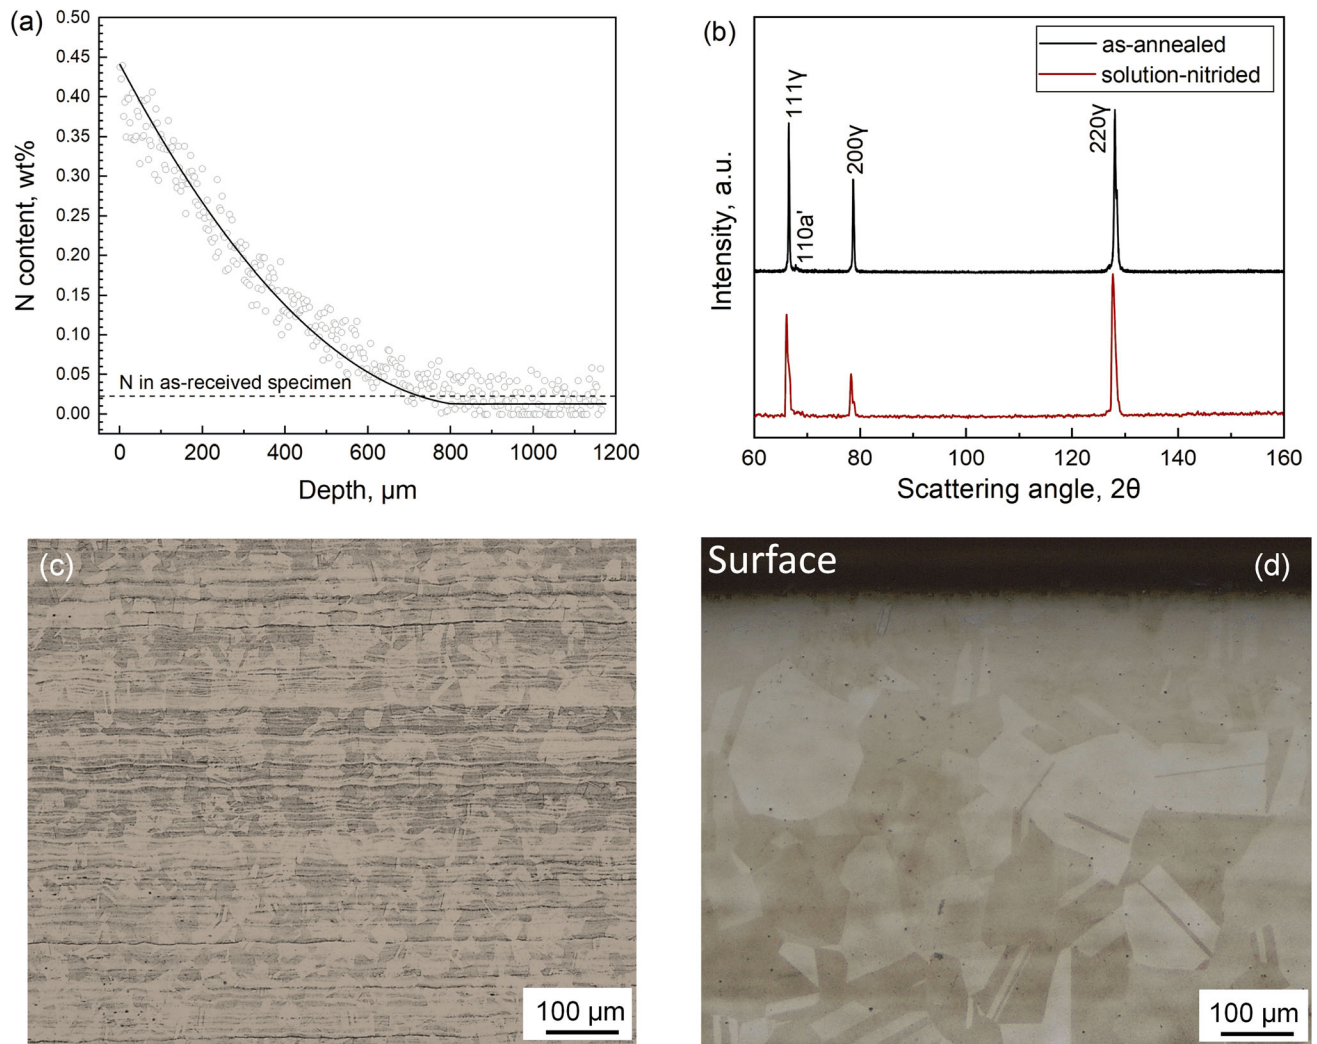 (a)
0.50
0.45
0.40
0.35
0.30
0.25
0.20
0.15
0.10
0.05
0.00
N content, wt%
N in as-received specimen
0 200 400 600 800 1000 1200
Depth, µm
(b)
as-annealed
solution-nitrided
111γ
110a'
200γ
220γ
Intensity, a.u.
60 80 100 120 140 160
Scattering angle, 2θ
(c)
100 µm
Surface
(d)
100 µm